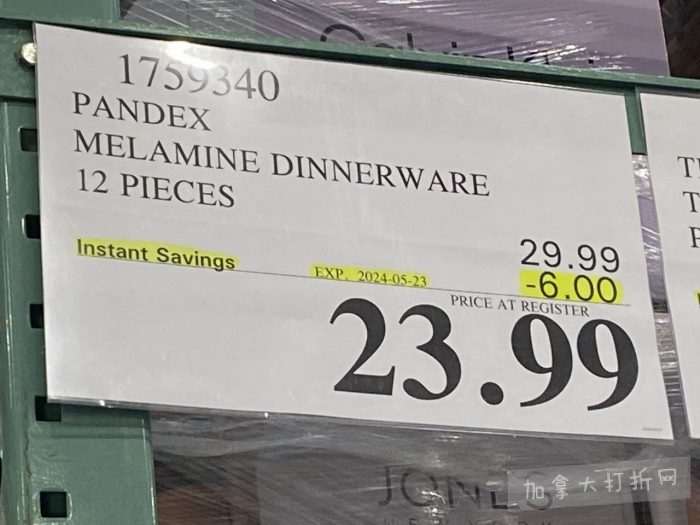 1759340
PANDEX
MELAMINE DINNERWARE
12 PIECES
29.99
Instant Savings EXP. 2024-05-23 -6.00
PRICE AT REGISTER
23.99
JONES
加拿大打折网